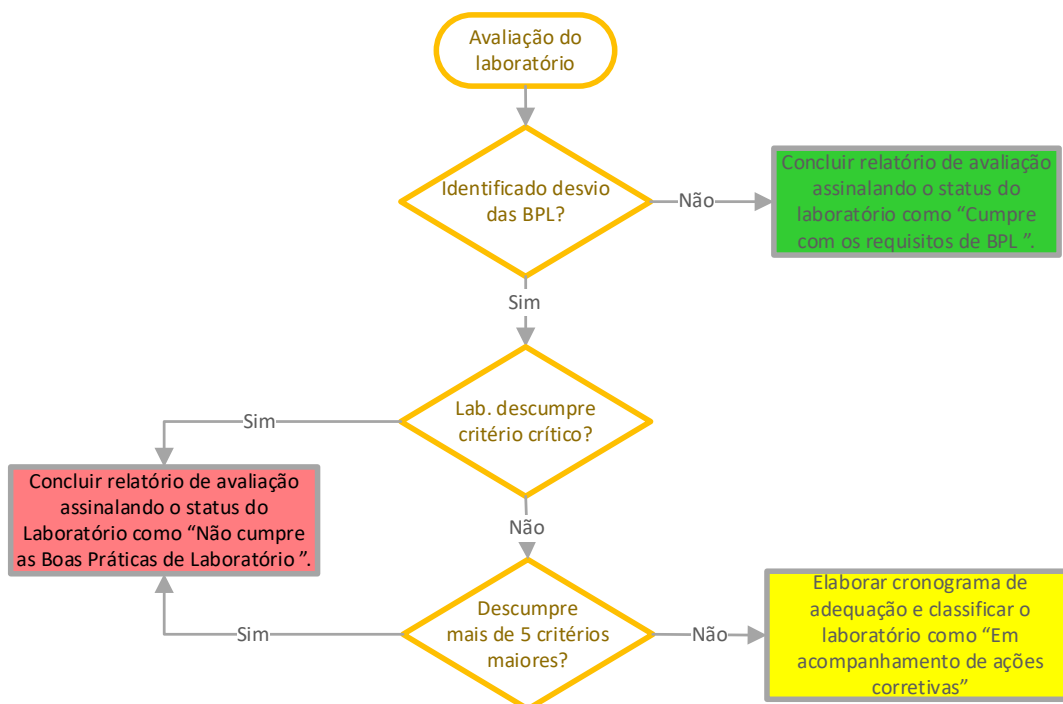 Avaliação do
laboratório
Identificado desvio
das BPL?
Não
Concluir relatório de avaliação
assinalando o status do
laboratório como “Cumpre
com os requisitos de BPL ”.
Sim
Lab. descumpre
critério crítico?
Sim
Concluir relatório de avaliação
assinalando o status do
Laboratório como “Não cumpre
as Boas Práticas de Laboratório ”.
Não
Descumpre
mais de 5 critérios
maiores?
Sim
Não
Elaborar cronograma de
adequação e classificar o
laboratório como “Em
acompanhamento de ações
corretivas”